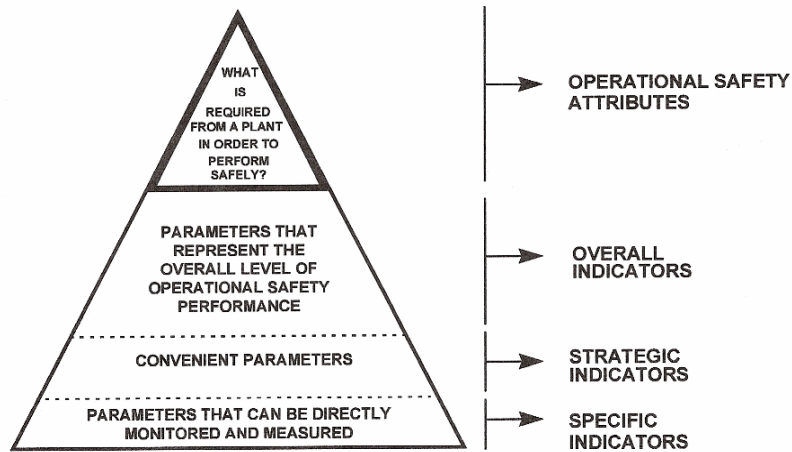 WHAT
IS
REQUIRED
FROM A PLANT
IN ORDER TO
PERFORM
SAFELY?
OPERATIONAL SAFETY
ATTRIBUTES
PARAMETERS THAT
REPRESENT THE
OVERALL LEVEL OF
OPERATIONAL SAFETY
PERFORMANCE
OVERALL
INDICATORS
CONVENIENT PARAMETERS
STRATEGIC
INDICATORS
PARAMETERS THAT CAN BE DIRECTLY
MONITORED AND MEASURED
SPECIFIC
INDICATORS